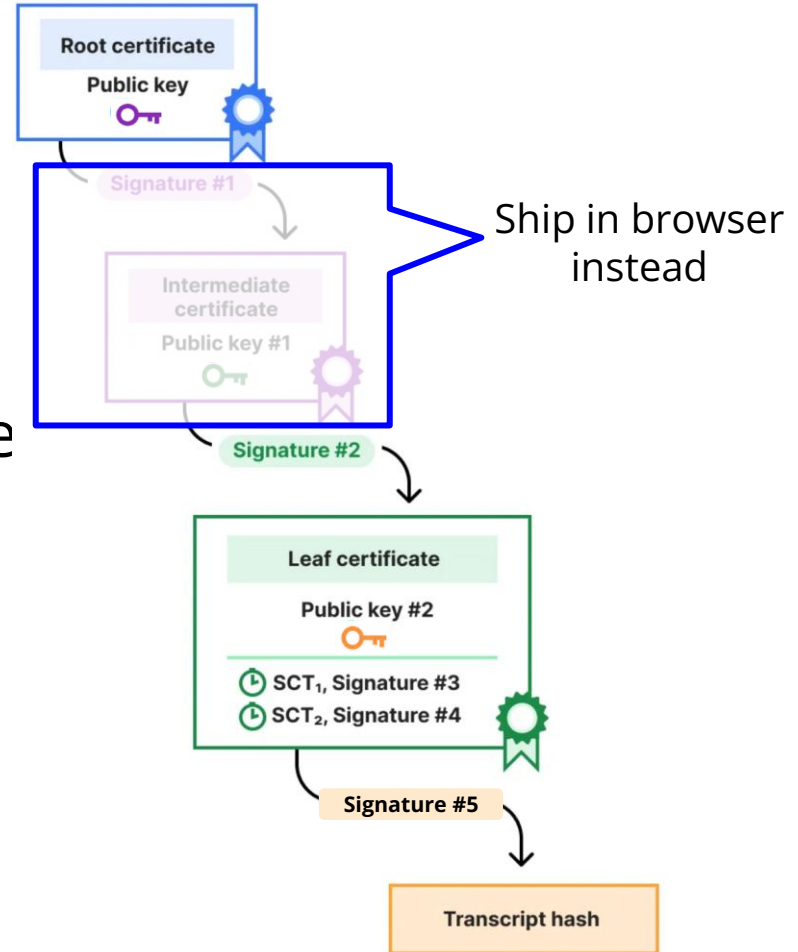 Root certificate
Public key
Signature #1
Ship in browser
instead
Intermediate
certificate
Public key #1
e
Signature #2
Leaf certificate
Public key #2
SCT₁, Signature #3
SCT₂, Signature #4
Signature #5
Transcript hash